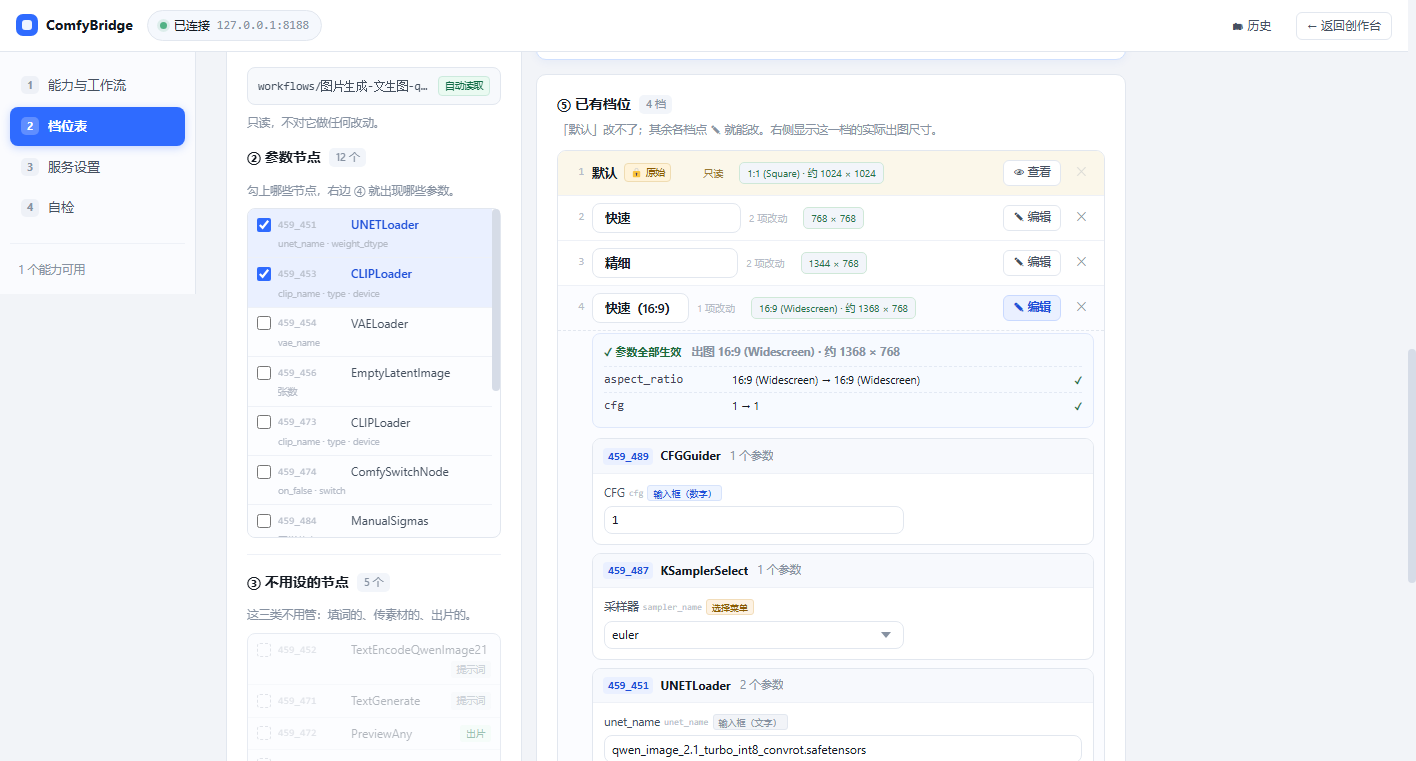 ComfyBridge
已连接 127.0.0.1:8188
历史
← 返回创作台
1 能力与工作流
2 档位表
3 服务设置
4 自检
1 个能力可用
workflows/图片生成-文生图-q… 自动读取
只读，不对它做任何改动。
② 参数节点 12 个
勾上哪些节点，右边 ④ 就出现哪些参数。
459_451 UNETLoader
unet_name · weight_dtype
459_453 CLIPLoader
clip_name · type · device
459_454 VAELoader
vae_name
459_456 EmptyLatentImage
张数
459_473 CLIPLoader
clip_name · type · device
459_474 ComfySwitchNode
on_false · switch
459_484 ManualSigmas
③ 不用设的节点 5 个
这三类不用管：填词的、传素材的、出片的。
459_452 TextEncodeQwenImage21
提示词
459_471 TextGenerate 提示词
459_472 PreviewAny 出片
⑤ 已有档位 4 档
「默认」改不了；其余各档点 ✎ 就能改。右侧显示这一档的实际出图尺寸。
1 默认 🔒 原始 只读 1:1 (Square) · 约 1024 × 1024 查看 ×
2 快速 2 项改动 768 × 768 ✎ 编辑 ×
3 精细 2 项改动 1344 × 768 ✎ 编辑 ×
4 快速（16:9） 1 项改动 16:9 (Widescreen) · 约 1368 × 768 ✎ 编辑 ×
✓ 参数全部生效 出图 16:9 (Widescreen) · 约 1368 × 768
aspect_ratio 16:9 (Widescreen) → 16:9 (Widescreen) ✓
cfg 1 → 1 ✓
459_489 CFGGuider 1 个参数
CFG cfg 输入框（数字）
1
459_487 KSamplerSelect 1 个参数
采样器 sampler_name 选择菜单
euler
459_451 UNETLoader 2 个参数
unet_name unet_name 输入框（文字）
qwen_image_2.1_turbo_int8_convrot.safetensors